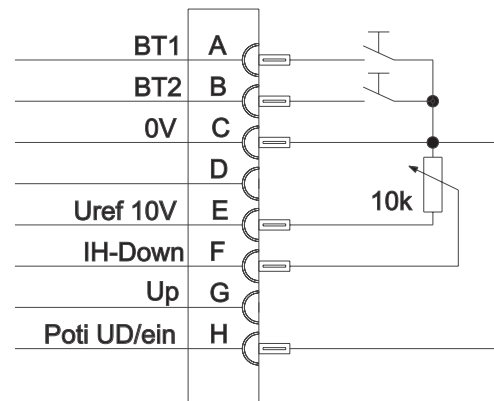 BT1 A
BT2 B
0V C
D
Uref 10V E
10k
IH-Down F
Up G
Poti UD/ein H